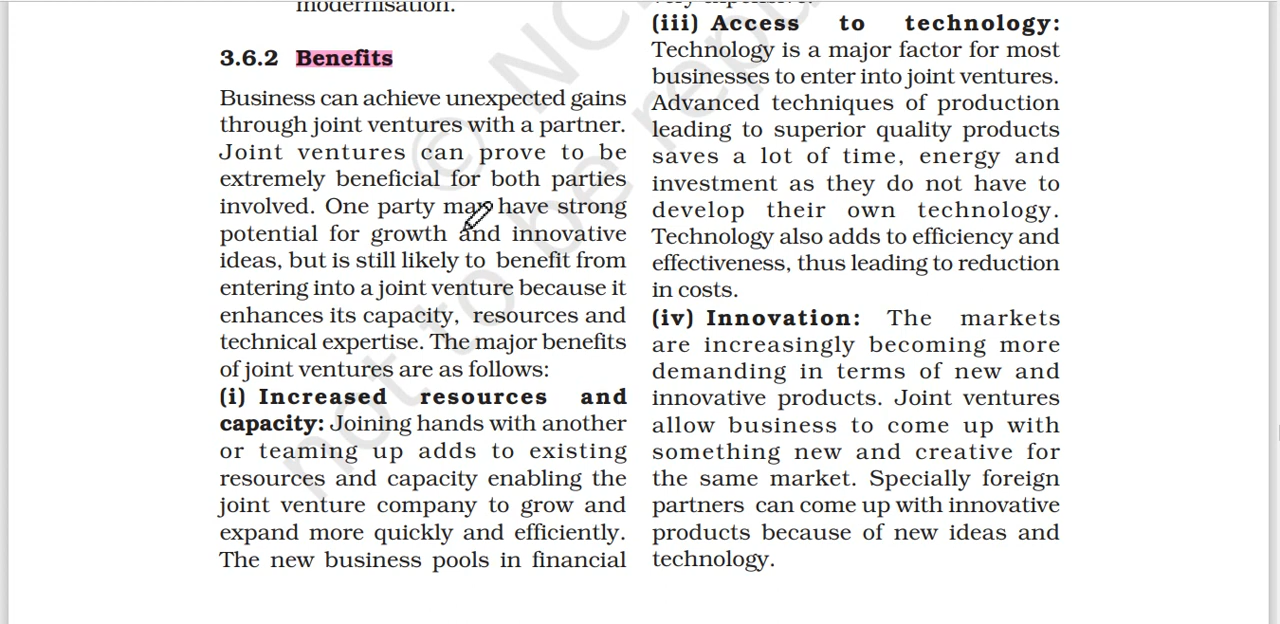 modernisation.
3.6.2 Benefits
Business can achieve unexpected gains
through joint ventures with a partner.
Joint ventures can prove to be
extremely beneficial for both parties
involved. One party may have strong
potential for growth and innovative
ideas, but is still likely to benefit from
entering into a joint venture because it
enhances its capacity, resources and
technical expertise. The major benefits
of joint ventures are as follows:
(i) Increased resources and
capacity: Joining hands with another
or teaming up adds to existing
resources and capacity enabling the
joint venture company to grow and
expand more quickly and efficiently.
The new business pools in financial
(iii) Access to technology:
Technology is a major factor for most
businesses to enter into joint ventures.
Advanced techniques of production
leading to superior quality products
saves a lot of time, energy and
investment as they do not have to
develop their own technology.
Technology also adds to efficiency and
effectiveness, thus leading to reduction
in costs.
(iv) Innovation: The markets
are increasingly becoming more
demanding in terms of new and
innovative products. Joint ventures
allow business to come up with
something new and creative for
the same market. Specially foreign
partners can come up with innovative
products because of new ideas and
technology.
not to be